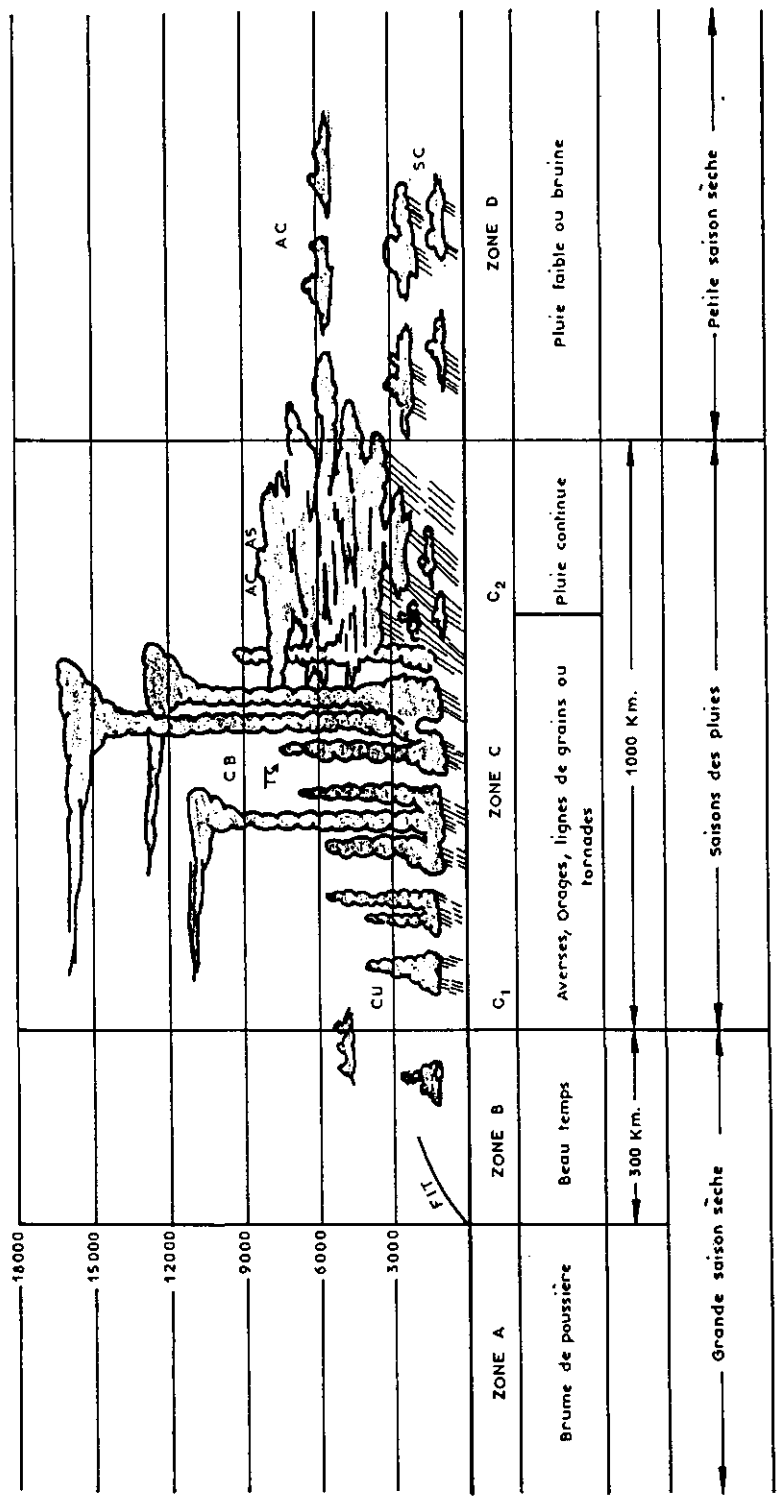 18000
15000
12000
9000
6000
3000
FIT
CU
CB
AC AS
AC
SC
ZONE A
ZONE B
C1
ZONE C
C2
ZONE D
Brume de poussière
Beau temps
Averses, Orages, lignes de grains ou
tornades
Pluie continue
Pluie faible ou bruine
300 Km.
1000 Km.
Grande saison sèche
Saisons des pluies
Petite saison sèche